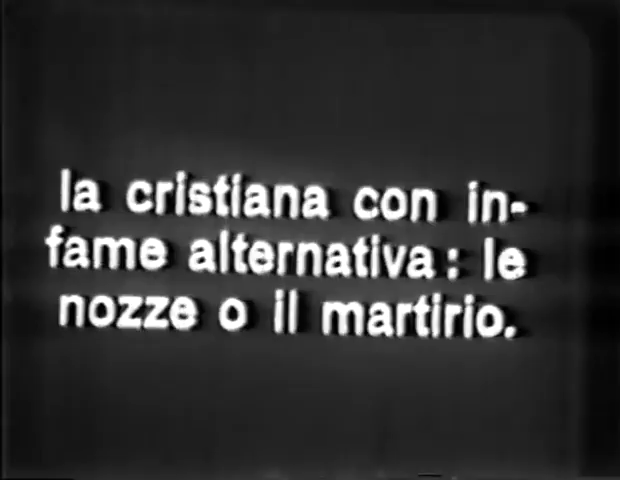 la cristiana con in-
fame alternativa: le
nozze o il martirio.